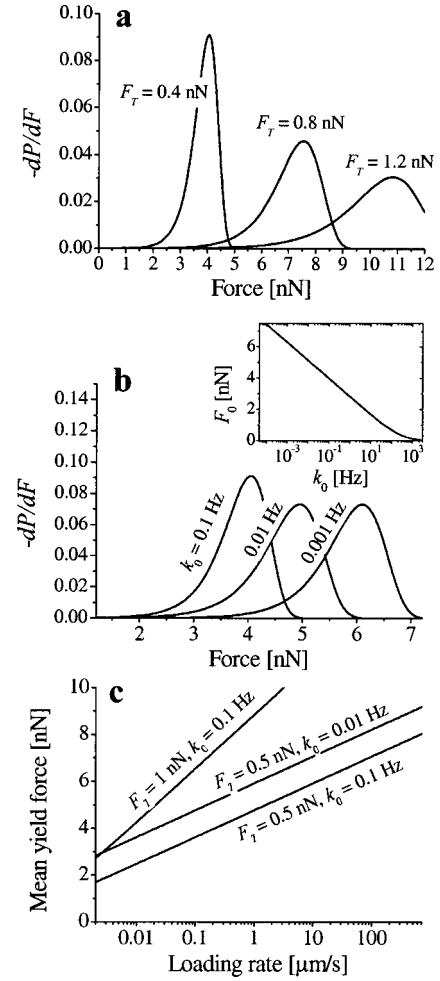 a
0.10
0.08
0.06
0.04
0.02
0.00
-dP/dF
F_T = 0.4 nN
F_T = 0.8 nN
F_T = 1.2 nN
0 1 2 3 4 5 6 7 8 9 10 11 12
Force [nN]
b
6
4
2
0
F_0 [nN]
10^-3 10^-1 10^1 10^3
k_0 [Hz]
0.14
0.12
0.10
0.08
0.06
0.04
0.02
0.00
-dP/dF
k_0 = 0.1 Hz
0.01 Hz
0.001 Hz
2 3 4 5 6 7
Force [nN]
c
10
8
6
4
2
0
Mean yield force [nN]
F_T = 1 nN, k_0 = 0.1 Hz
F_T = 0.5 nN, k_0 = 0.01 Hz
F_T = 0.5 nN, k_0 = 0.1 Hz
0.01 0.1 1 10 100
Loading rate [µm/s]